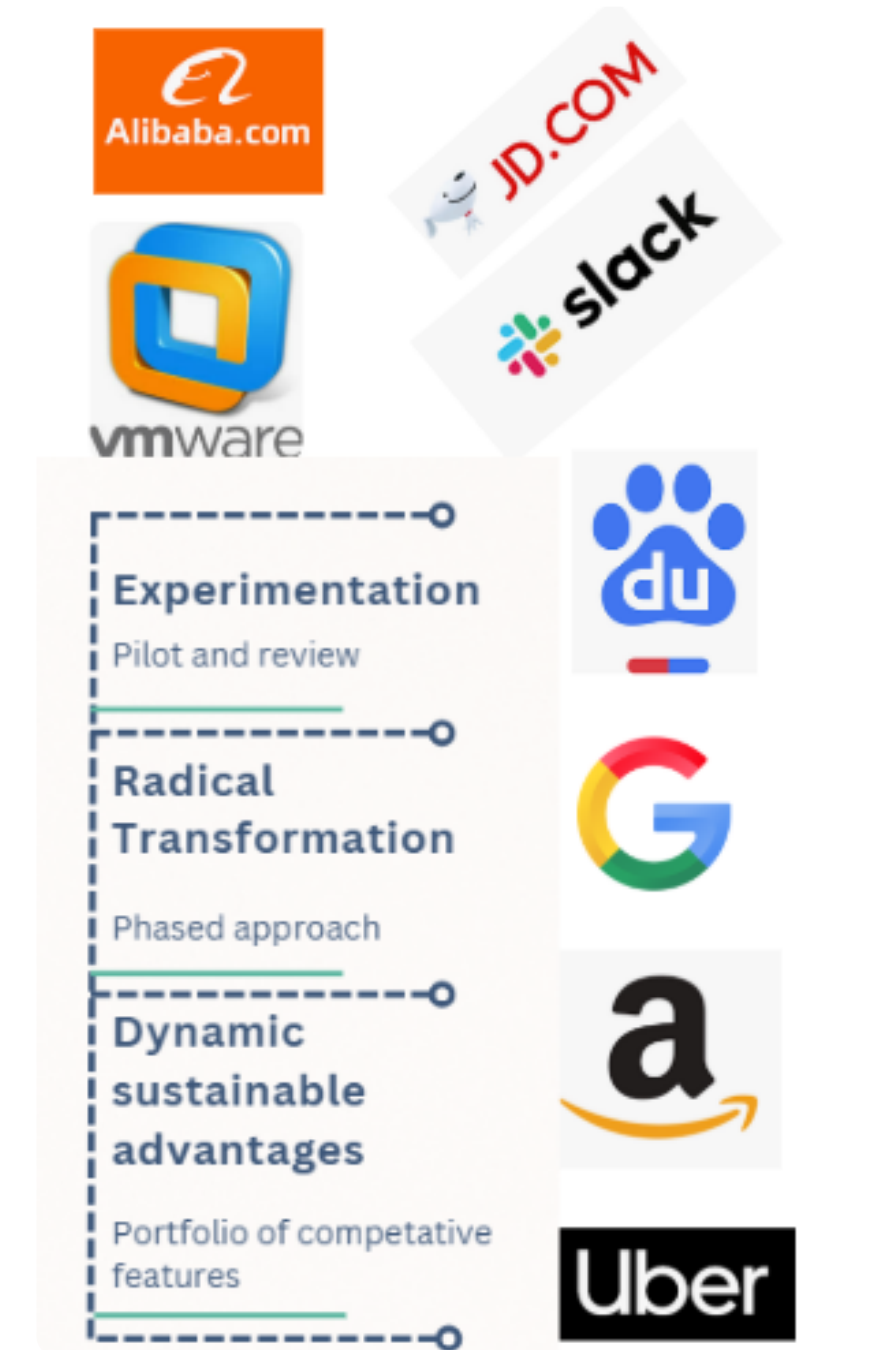 Alibaba.com
JD.COM
slack
vmware
du
Experimentation
Pilot and review
Radical
Transformation
Phased approach
G
Dynamic
sustainable
advantages
a
Portfolio of competative
features
Uber